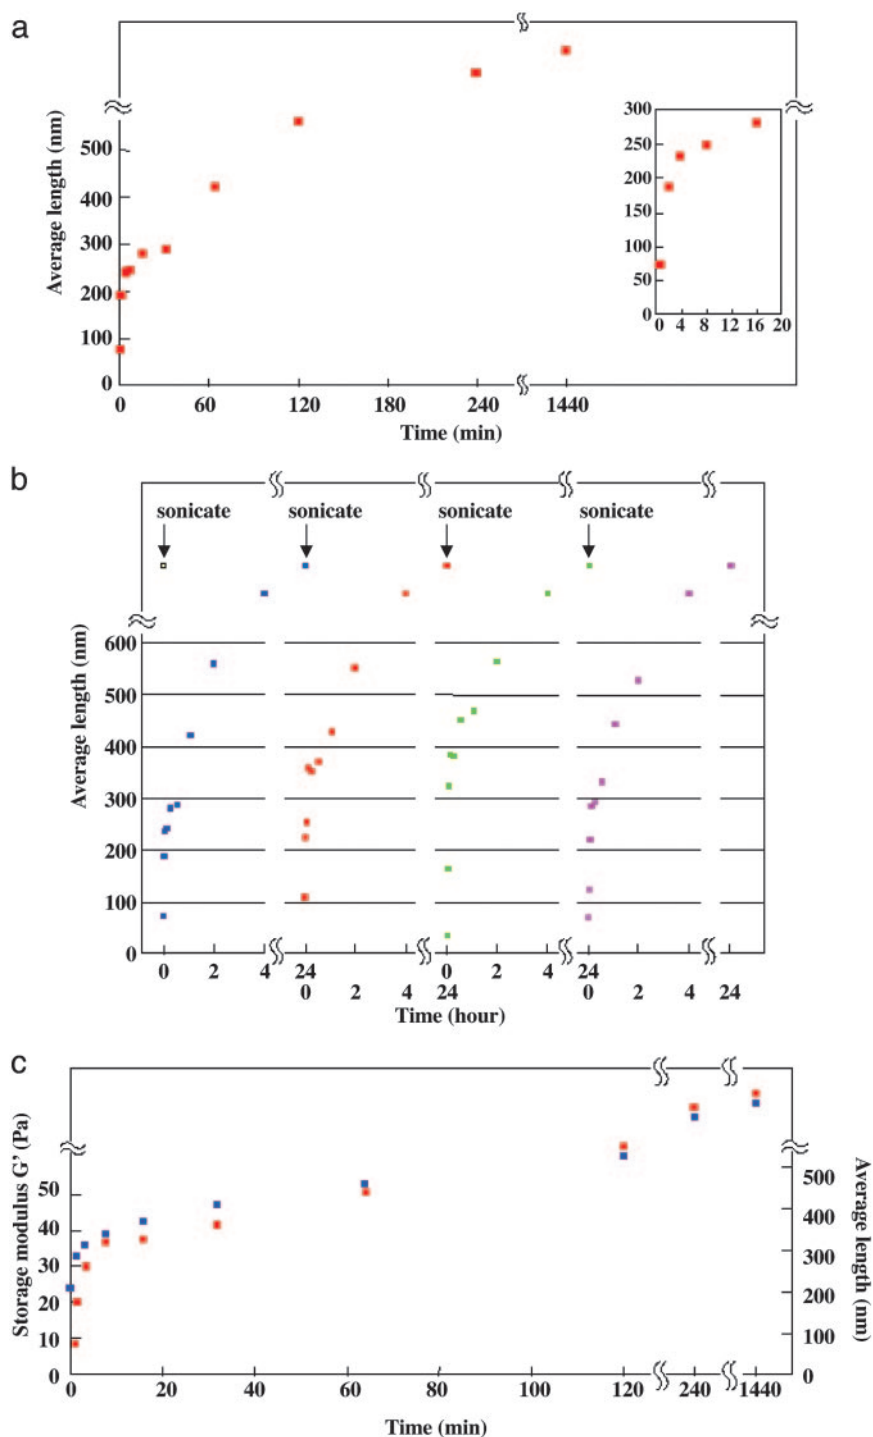 a
Average length (nm)
500
400
300
200
100
0
0 60 120 180 240 1440
Time (min)
300
250
200
150
100
50
0
0 4 8 12 16 20
b
sonicate sonicate sonicate sonicate
Average length (nm)
600
500
400
300
200
100
0
0 2 4 24 0 24 24
0 2 4 24 2 4 0 2 4
Time (hour)
c
Storage modulus G' (Pa)
50
40
30
20
10
0
0 20 40 60 80 100 120 240 1440
Time (min)
500
400
300
200
100
0
Average length (nm)